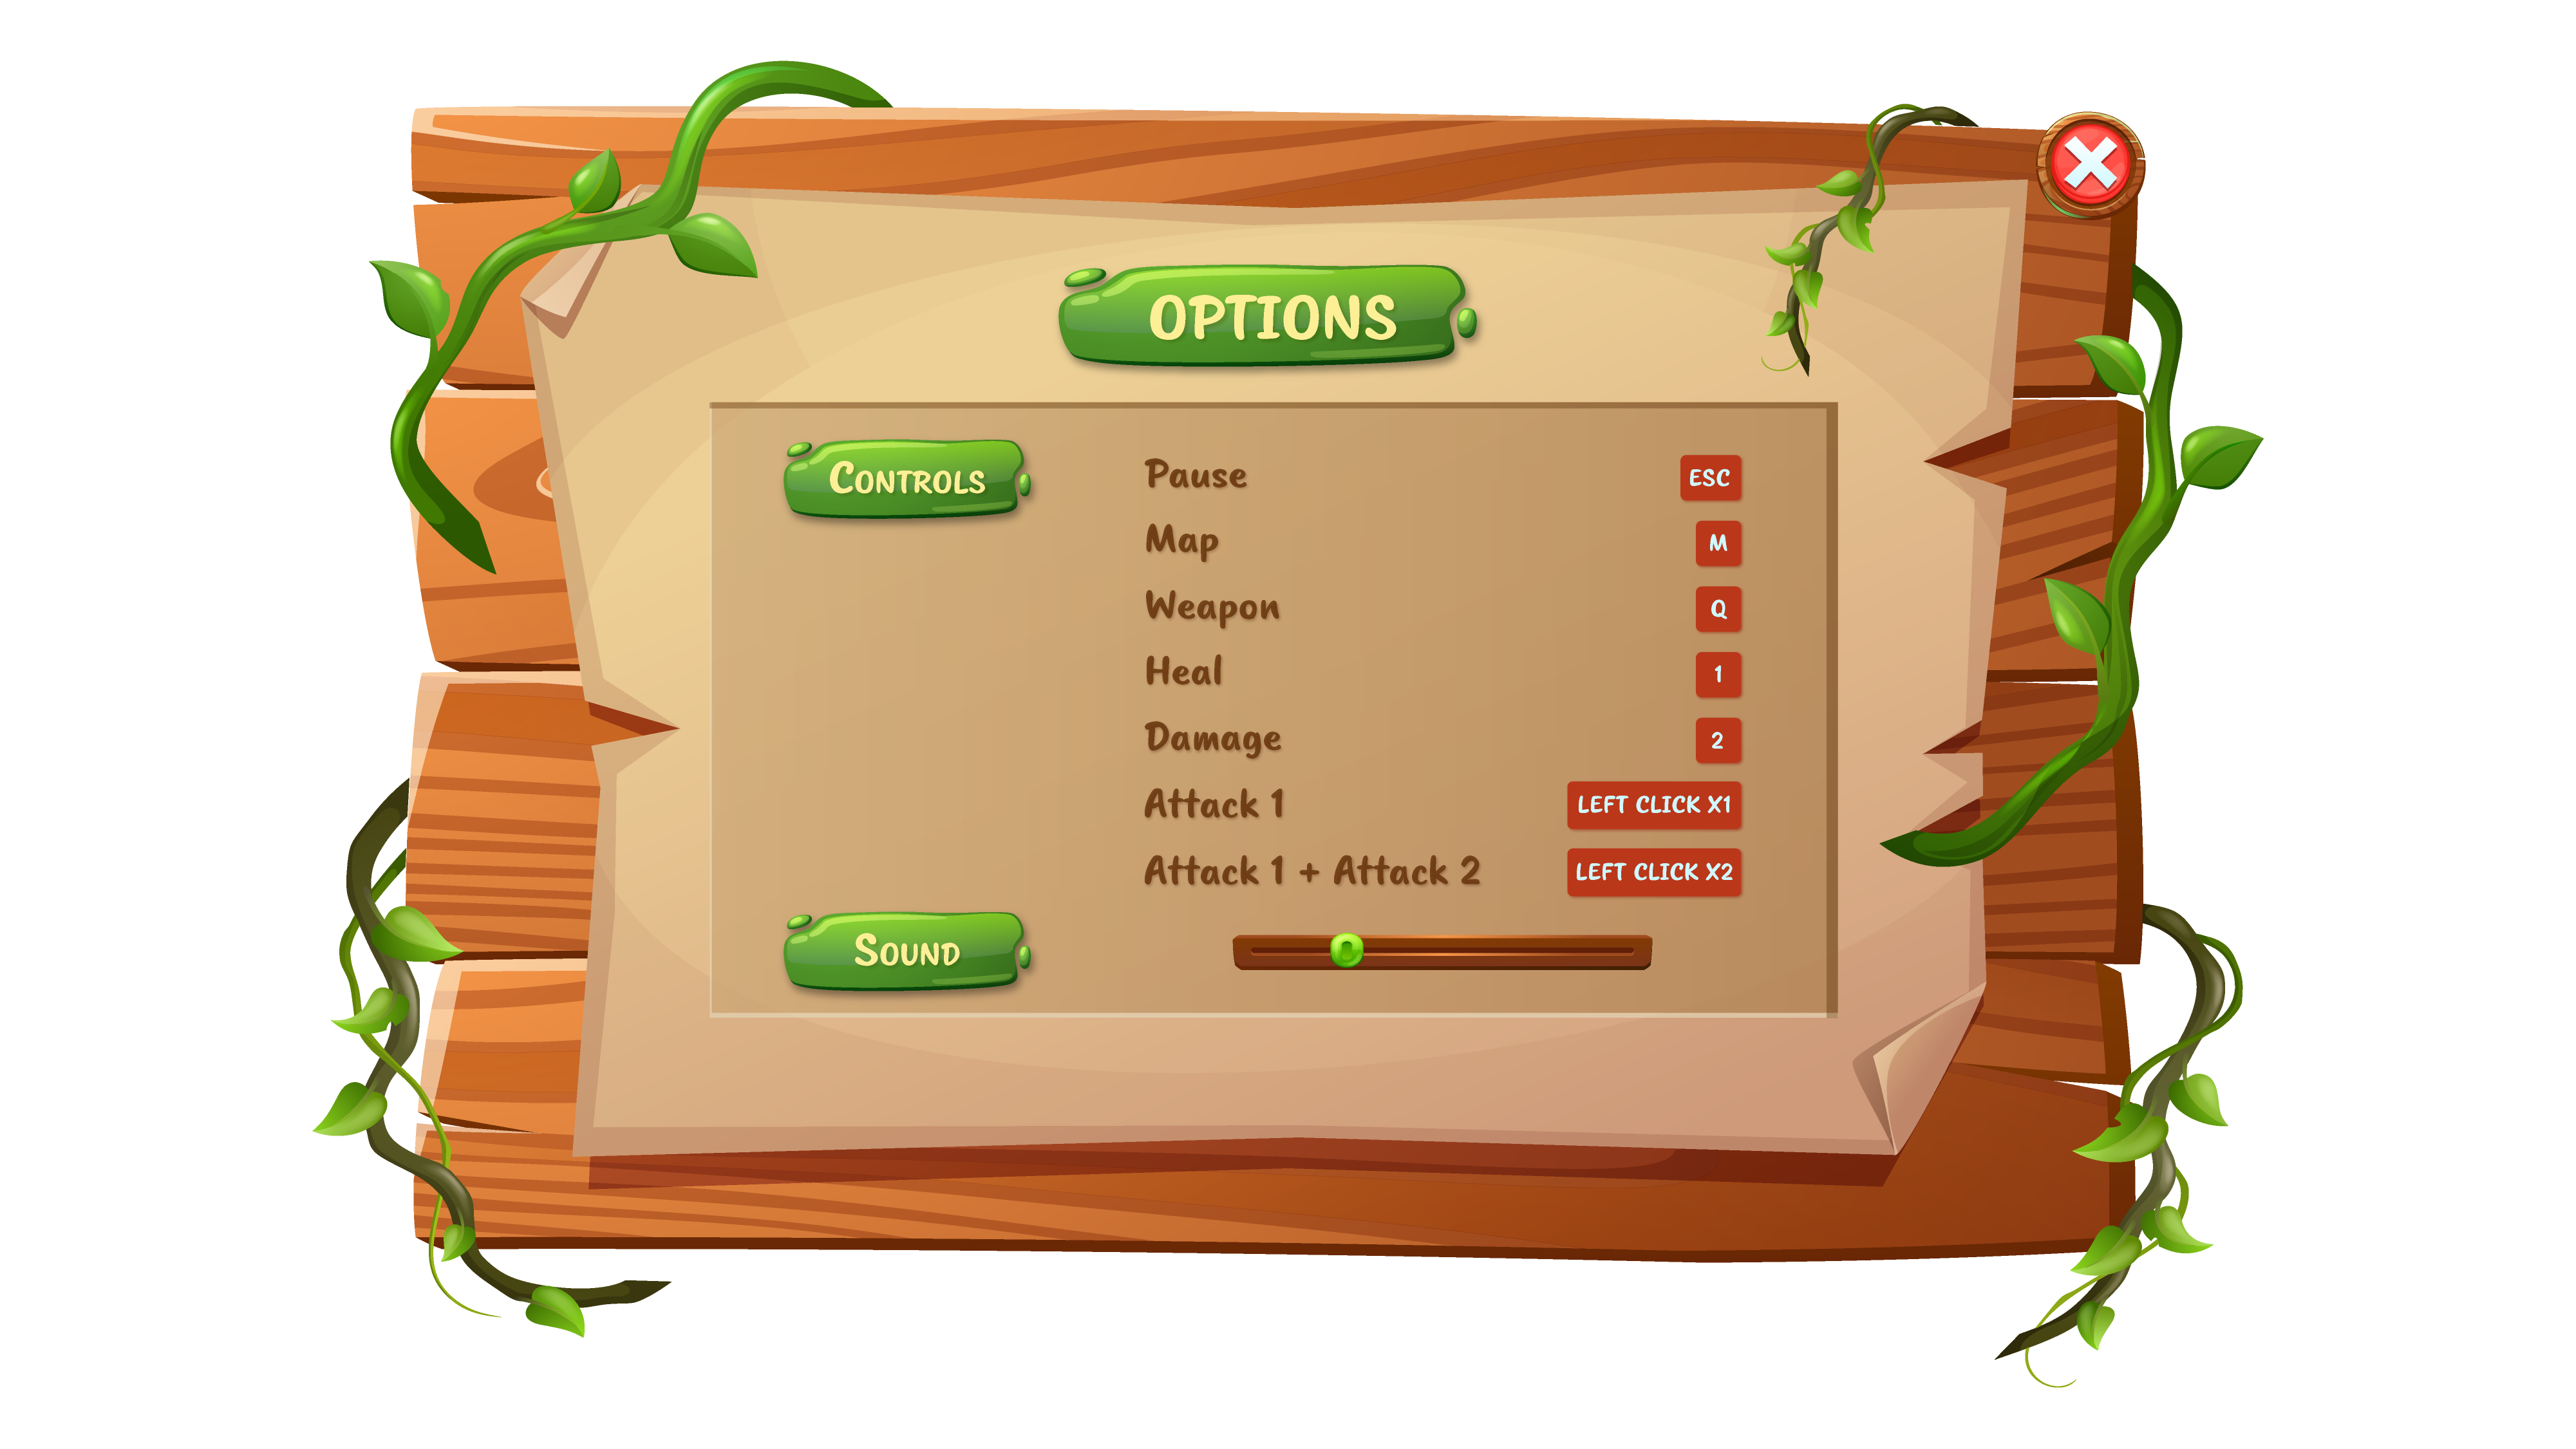 OPTIONS
CONTROLS
Pause ESC
Map M
Weapon Q
Heal 1
Damage 2
Attack 1 LEFT CLICK X1
Attack 1 + Attack 2 LEFT CLICK X2
SOUND